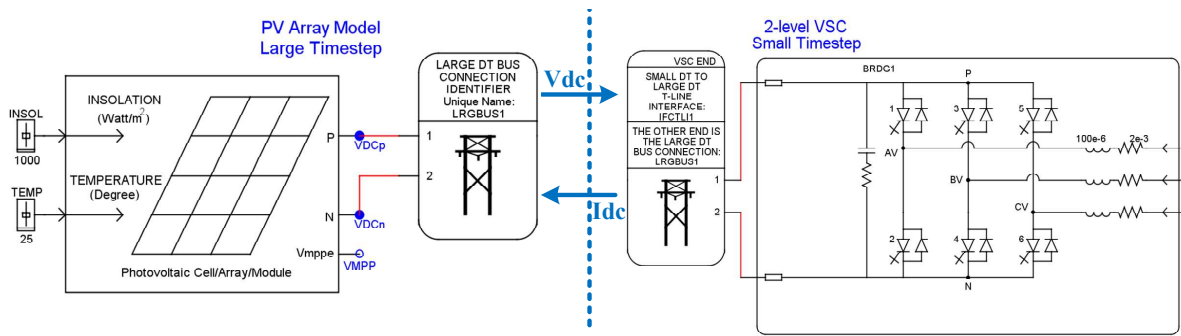 PV Array Model
Large Timestep
INSOL
1000
TEMP
25
INSOLATION
(Watt/m²)
TEMPERATURE
(Degree)
P
N
Vmppe
Photovoltaic Cell/Array/Module
VDCp
VDCn
VMPP
LARGE DT BUS
CONNECTION
IDENTIFIER
Unique Name:
LRGBUS1
1
2
Vdc
Idc
VSC END
SMALL DT TO
LARGE DT
T-LINE
INTERFACE:
IFCTLI1
THE OTHER END IS
THE LARGE DT
BUS CONNECTION:
LRGBUS1
1
2
2-level VSC
Small Timestep
BRDC1
P
1
3
5
AV
BV
CV
100e-6
2e-3
2
4
6
N